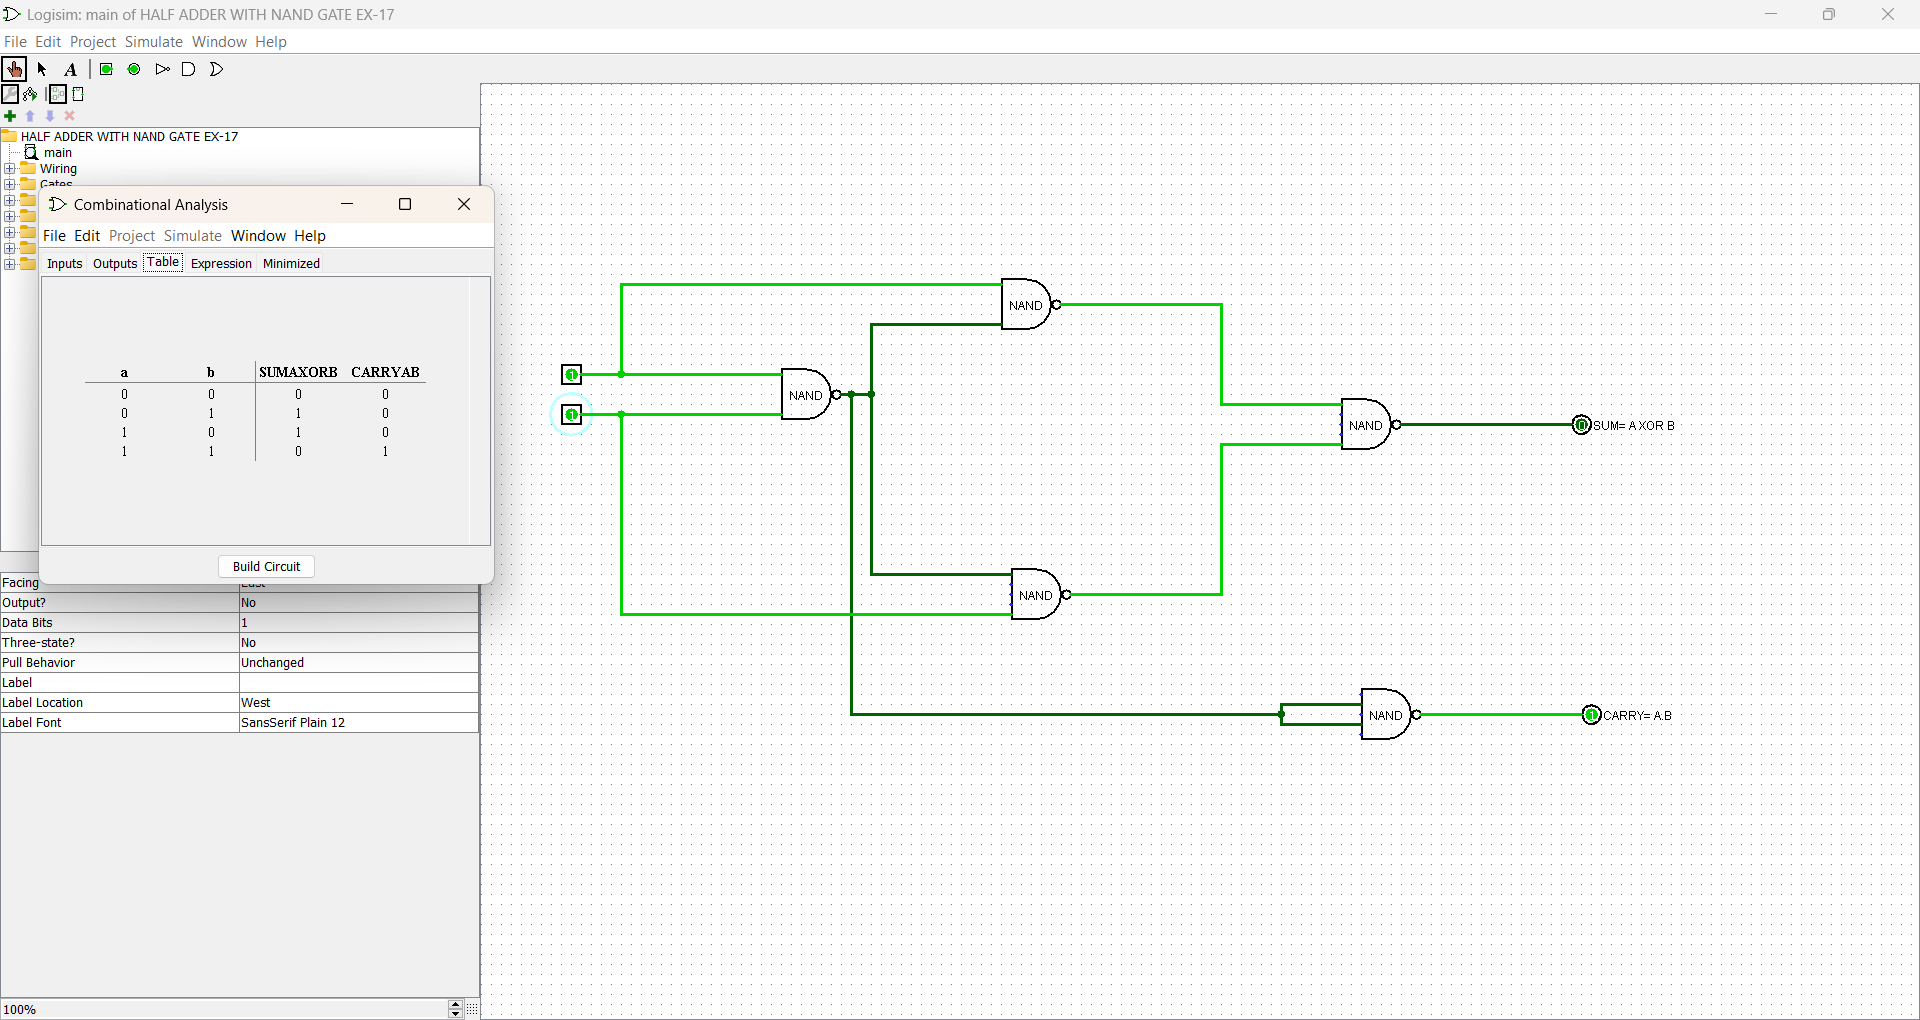 Logisim: main of HALF ADDER WITH NAND GATE EX-17
File Edit Project Simulate Window Help
A
HALF ADDER WITH NAND GATE EX-17
main
Wiring
Gates
Combinational Analysis
File Edit Project Simulate Window Help
Inputs Outputs Table Expression Minimized
a b SUMAXORB CARRYAB
0 0 0 0
0 1 1 0
1 0 1 0
1 1 0 1
Build Circuit
Facing East
Output? No
Data Bits 1
Three-state? No
Pull Behavior Unchanged
Label
Label Location West
Label Font SansSerif Plain 12
100%
NAND
1
NAND
1
NAND
0 SUM= A XOR B
NAND
NAND
1 CARRY= A.B